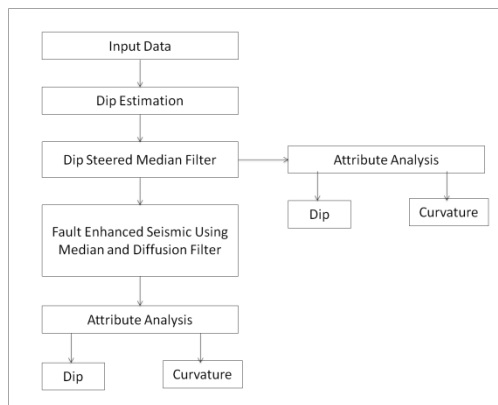 Input Data
Dip Estimation
Dip Steered Median Filter
Attribute Analysis
Dip
Curvature
Fault Enhanced Seismic Using
Median and Diffusion Filter
Attribute Analysis
Dip
Curvature